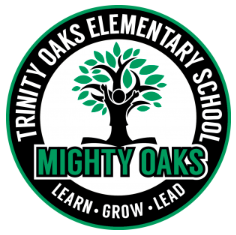 TRINITY OAKS ELEMENTARY SCHOOL
MIGHTY OAKS
LEARN • GROW • LEAD